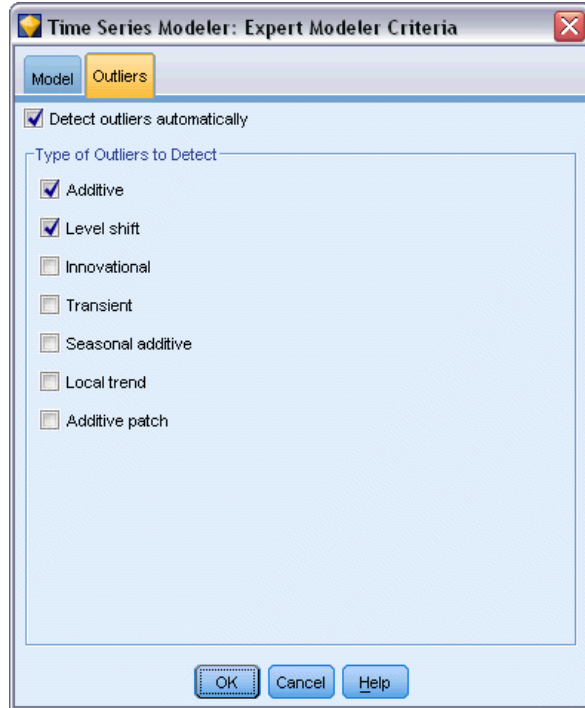 Time Series Modeler: Expert Modeler Criteria
Model Outliers
Detect outliers automatically
Type of Outliers to Detect
Additive
Level shift
Innovational
Transient
Seasonal additive
Local trend
Additive patch
OK Cancel Help